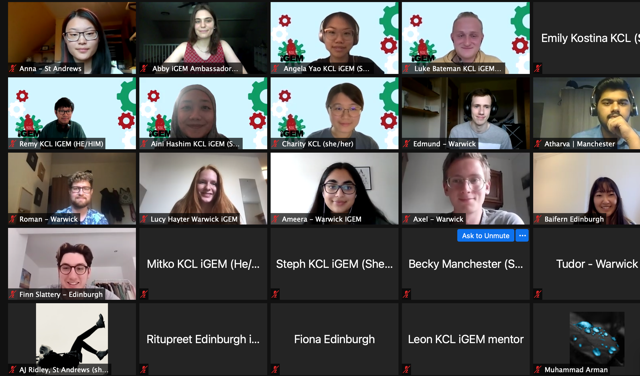 Anna - St Andrews
Abby iGEM Ambassador...
iGEM
Angela Yao KCL iGEM (S...
iGEM
Luke Bateman KCL iGEM...
Emily Kostina KCL (S
iGEM
Remy KCL iGEM (HE/HIM)
iGEM
Aini Hashim KCL iGEM (S...
iGEM
Charity KCL (she/her)
Edmund - Warwick
Atharva | Manchester
Roman - Warwick
Lucy Hayter Warwick iGEM
Ameera - Warwick IGEM
Axel - Warwick
Baifern Edinburgh
Ask to Unmute ...
Finn Slattery - Edinburgh
Mitko KCL iGEM (He/...
Steph KCL iGEM (She...
Becky Manchester (S...
Tudor - Warwick
AJ Ridley, St Andrews (sh...
Ritupreet Edinburgh i...
Fiona Edinburgh
Leon KCL iGEM mentor
Muhammad Arman